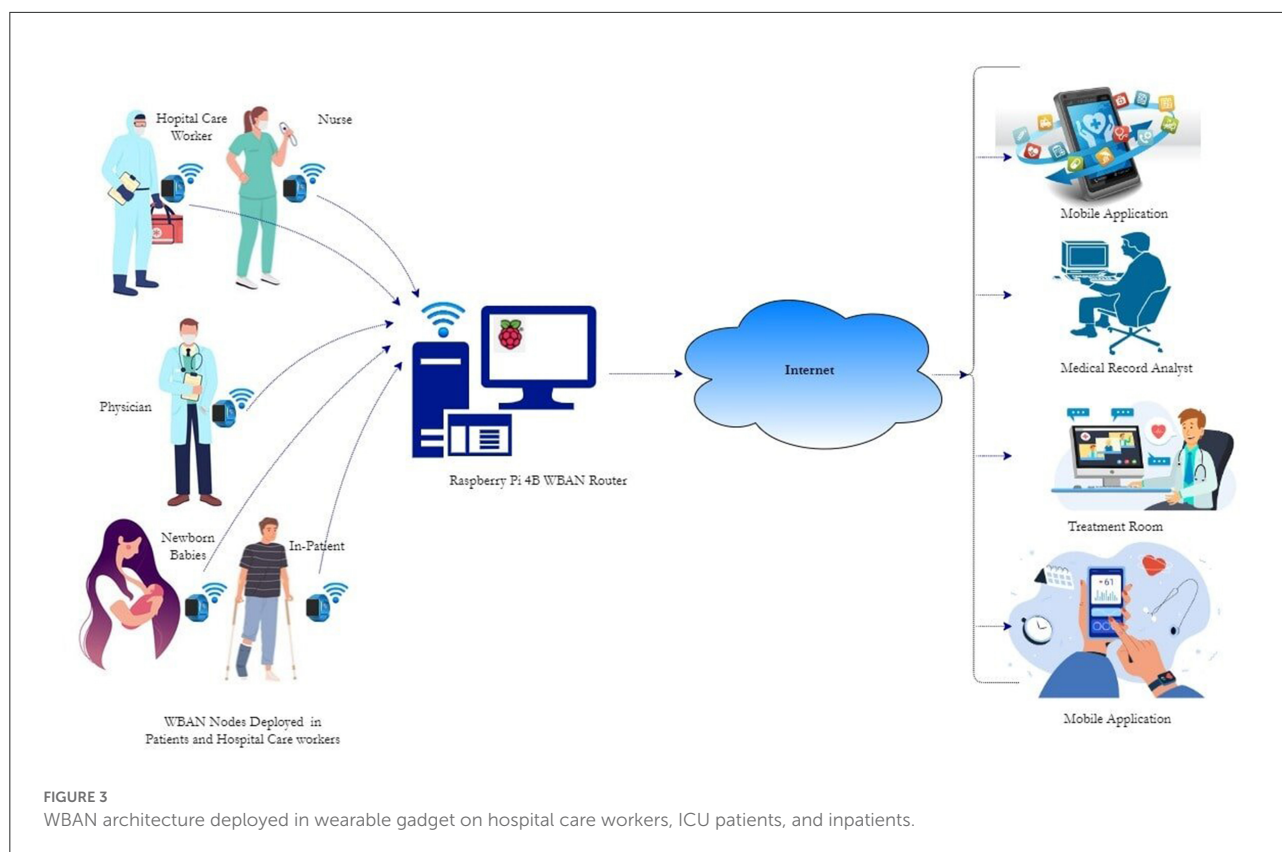 Hopital Care
Worker
Nurse
Physician
Newborn
Babies
In-Patient
WBAN Nodes Deployed in
Patients and Hospital Care workers
Raspberry Pi 4B WBAN Router
Internet
Mobile Application
Medical Record Analyst
Treatment Room
61
Mobile Application
FIGURE 3
WBAN architecture deployed in wearable gadget on hospital care workers, ICU patients, and inpatients.